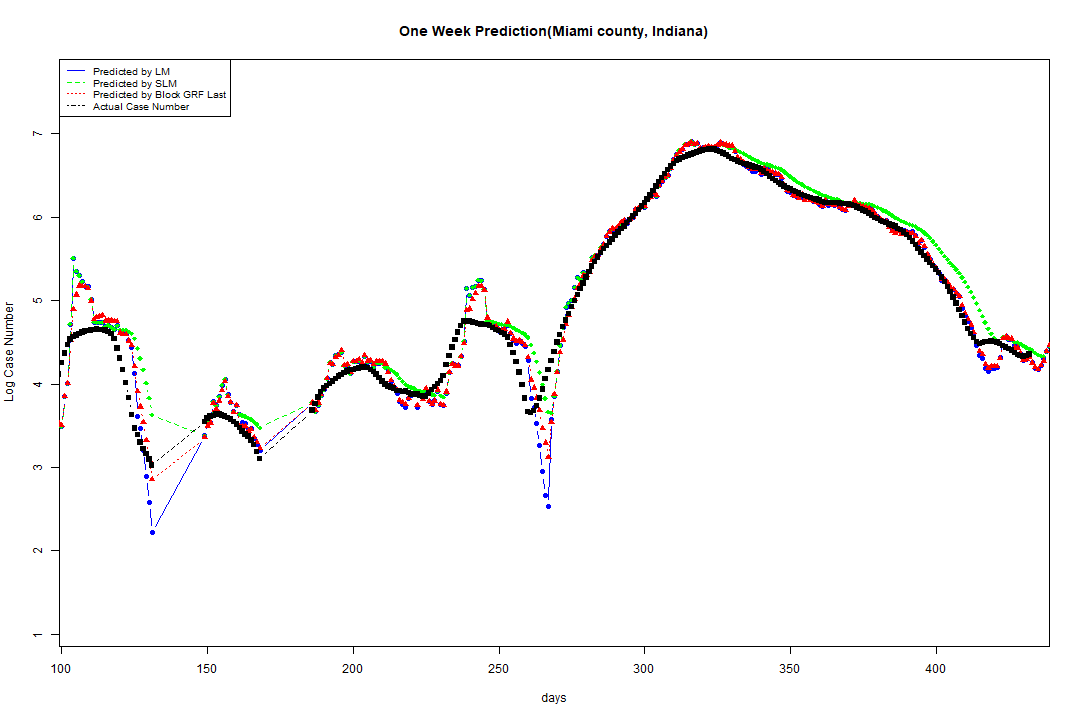 One Week Prediction(Miami county, Indiana)
Predicted by LM
Predicted by SLM
Predicted by Block GRF Last
Actual Case Number
7
6
5
4
3
2
1
Log Case Number
100 150 200 250 300 350 400
days